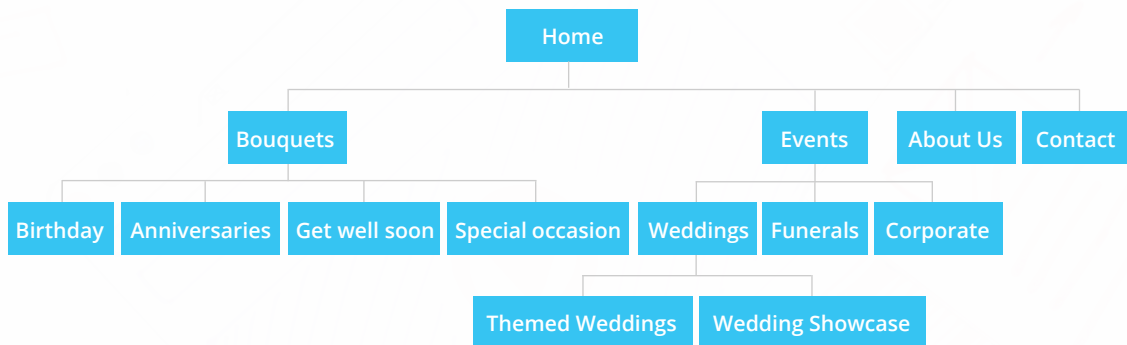 Home
Bouquets
Events
About Us
Contact
Birthday
Anniversaries
Get well soon
Special occasion
Weddings
Funerals
Corporate
Themed Weddings
Wedding Showcase